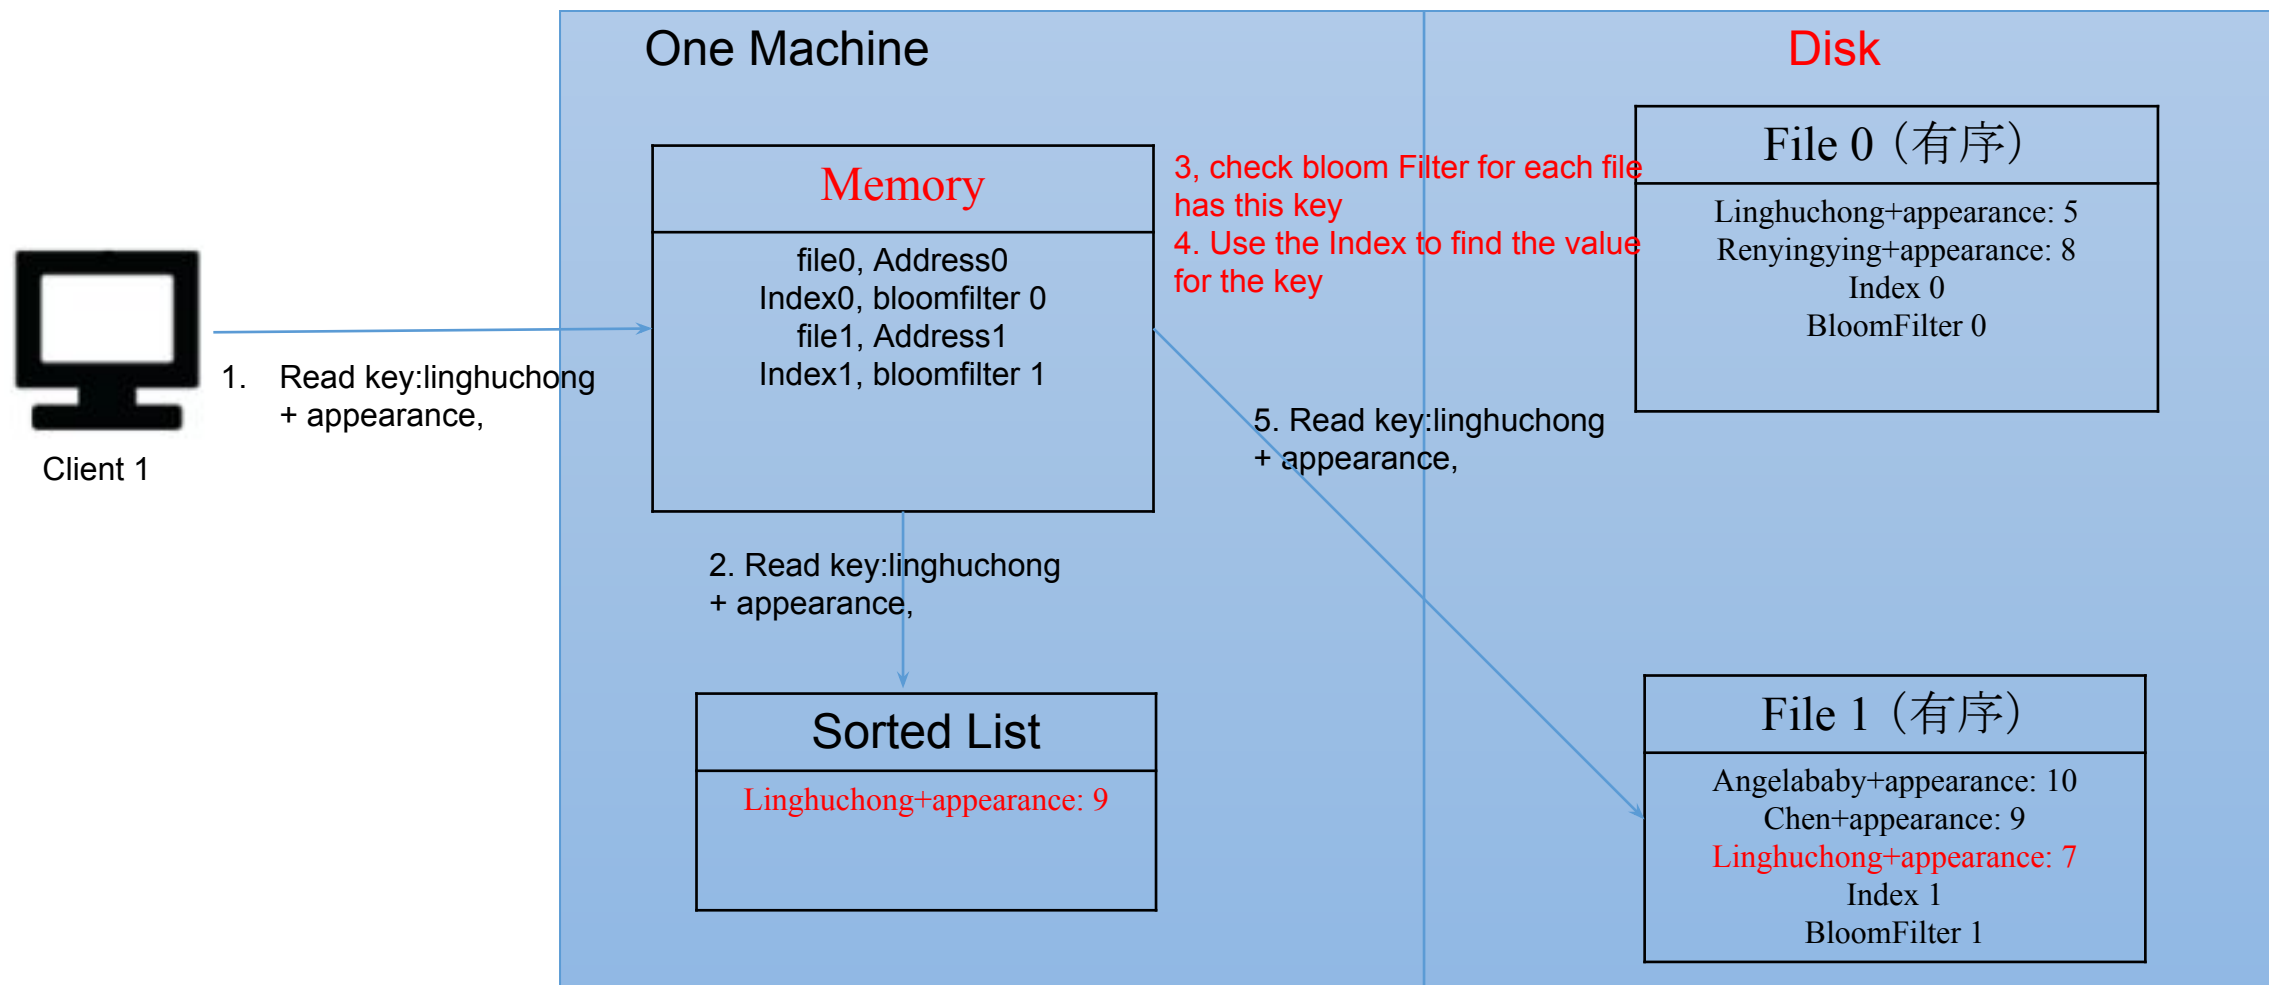 One Machine
Disk
Memory
file0, Address0
Index0, bloomfilter 0
file1, Address1
Index1, bloomfilter 1
3, check bloom Filter for each file
has this key
4. Use the Index to find the value
for the key
File 0（有序）
Linghuchong+appearance: 5
Renyingying+appearance: 8
Index 0
BloomFilter 0
1. Read key:linghuchong
+ appearance,
Client 1
5. Read key:linghuchong
+ appearance,
2. Read key:linghuchong
+ appearance,
Sorted List
Linghuchong+appearance: 9
File 1（有序）
Angelababy+appearance: 10
Chen+appearance: 9
Linghuchong+appearance: 7
Index 1
BloomFilter 1